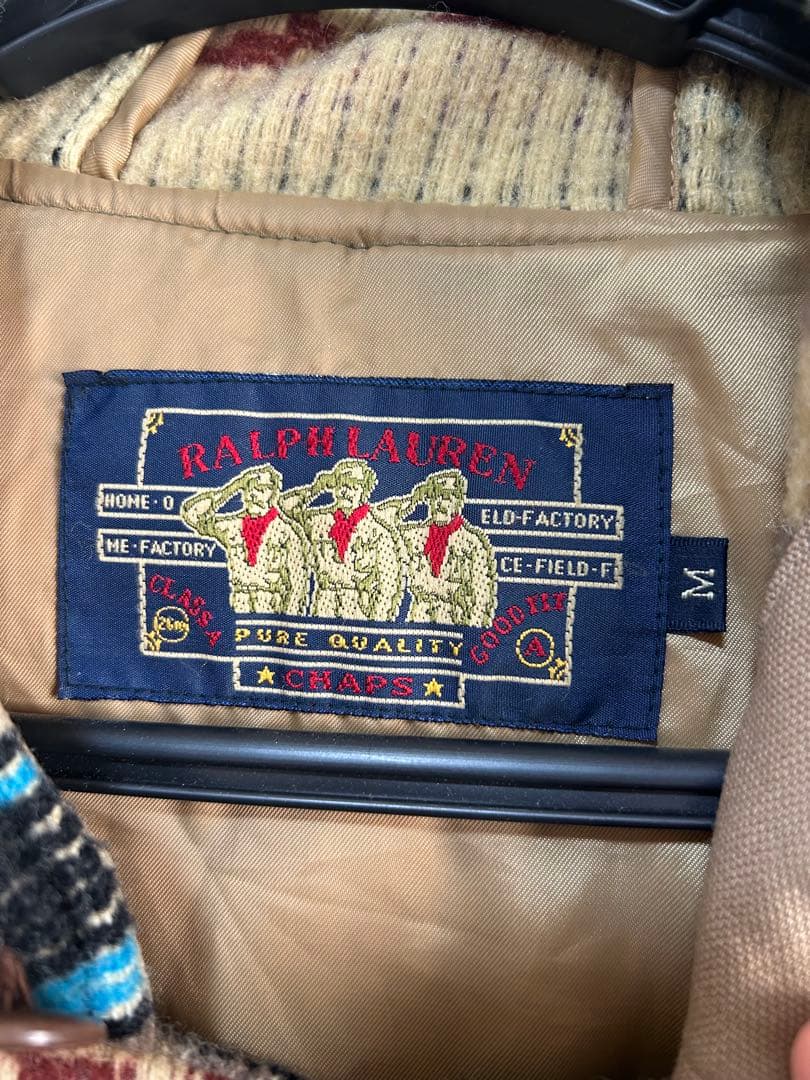 RALPH LAUREN
HOME·O
ELD-FACTORY
ME·FACTORY
CE-FIELD-F
CLASS A
GOOD FIT
A
PURE QUALITY
★CHAPS★
M